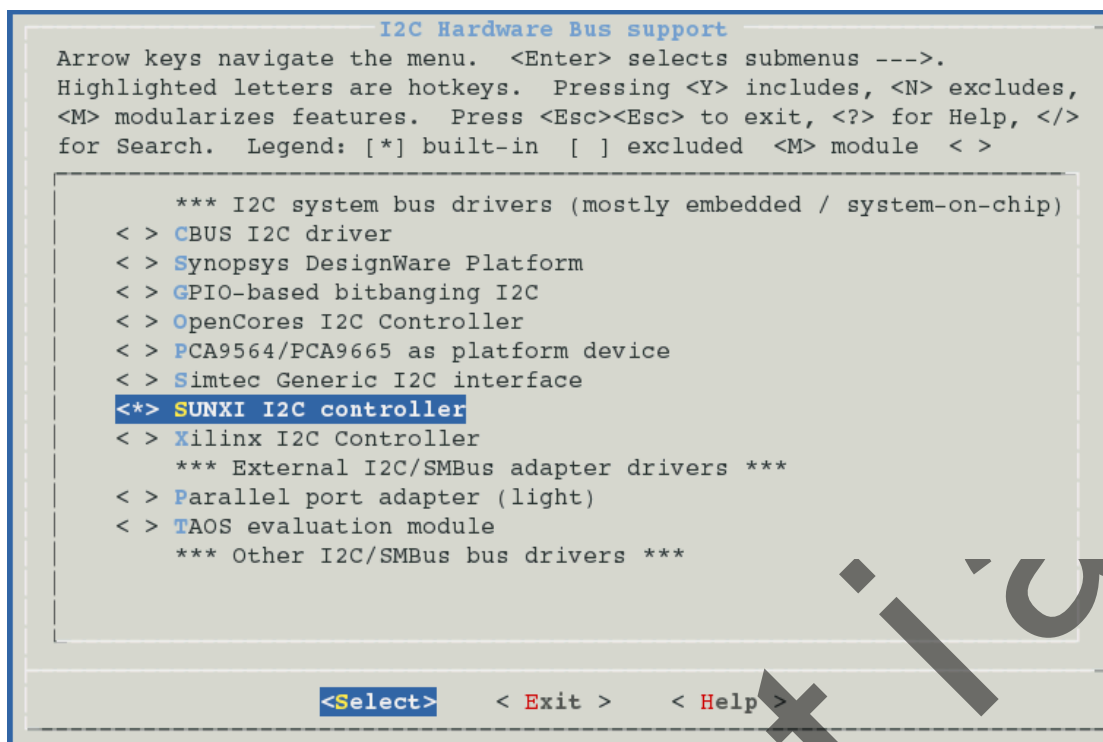 I2C Hardware Bus support
Arrow keys navigate the menu.  <Enter> selects submenus --->.
Highlighted letters are hotkeys.  Pressing <Y> includes, <N> excludes,
<M> modularizes features.  Press <Esc><Esc> to exit, <?> for Help, </>
for Search.  Legend: [*] built-in  [ ] excluded  <M> module  < >
*** I2C system bus drivers (mostly embedded / system-on-chip)
< > CBUS I2C driver
< > Synopsys DesignWare Platform
< > GPIO-based bitbanging I2C
< > OpenCores I2C Controller
< > PCA9564/PCA9665 as platform device
< > Simtec Generic I2C interface
<*> SUNXI I2C controller
< > Xilinx I2C Controller
*** External I2C/SMBus adapter drivers ***
< > Parallel port adapter (light)
< > TAOS evaluation module
*** Other I2C/SMBus bus drivers ***
<Select>    < Exit >    < Help >